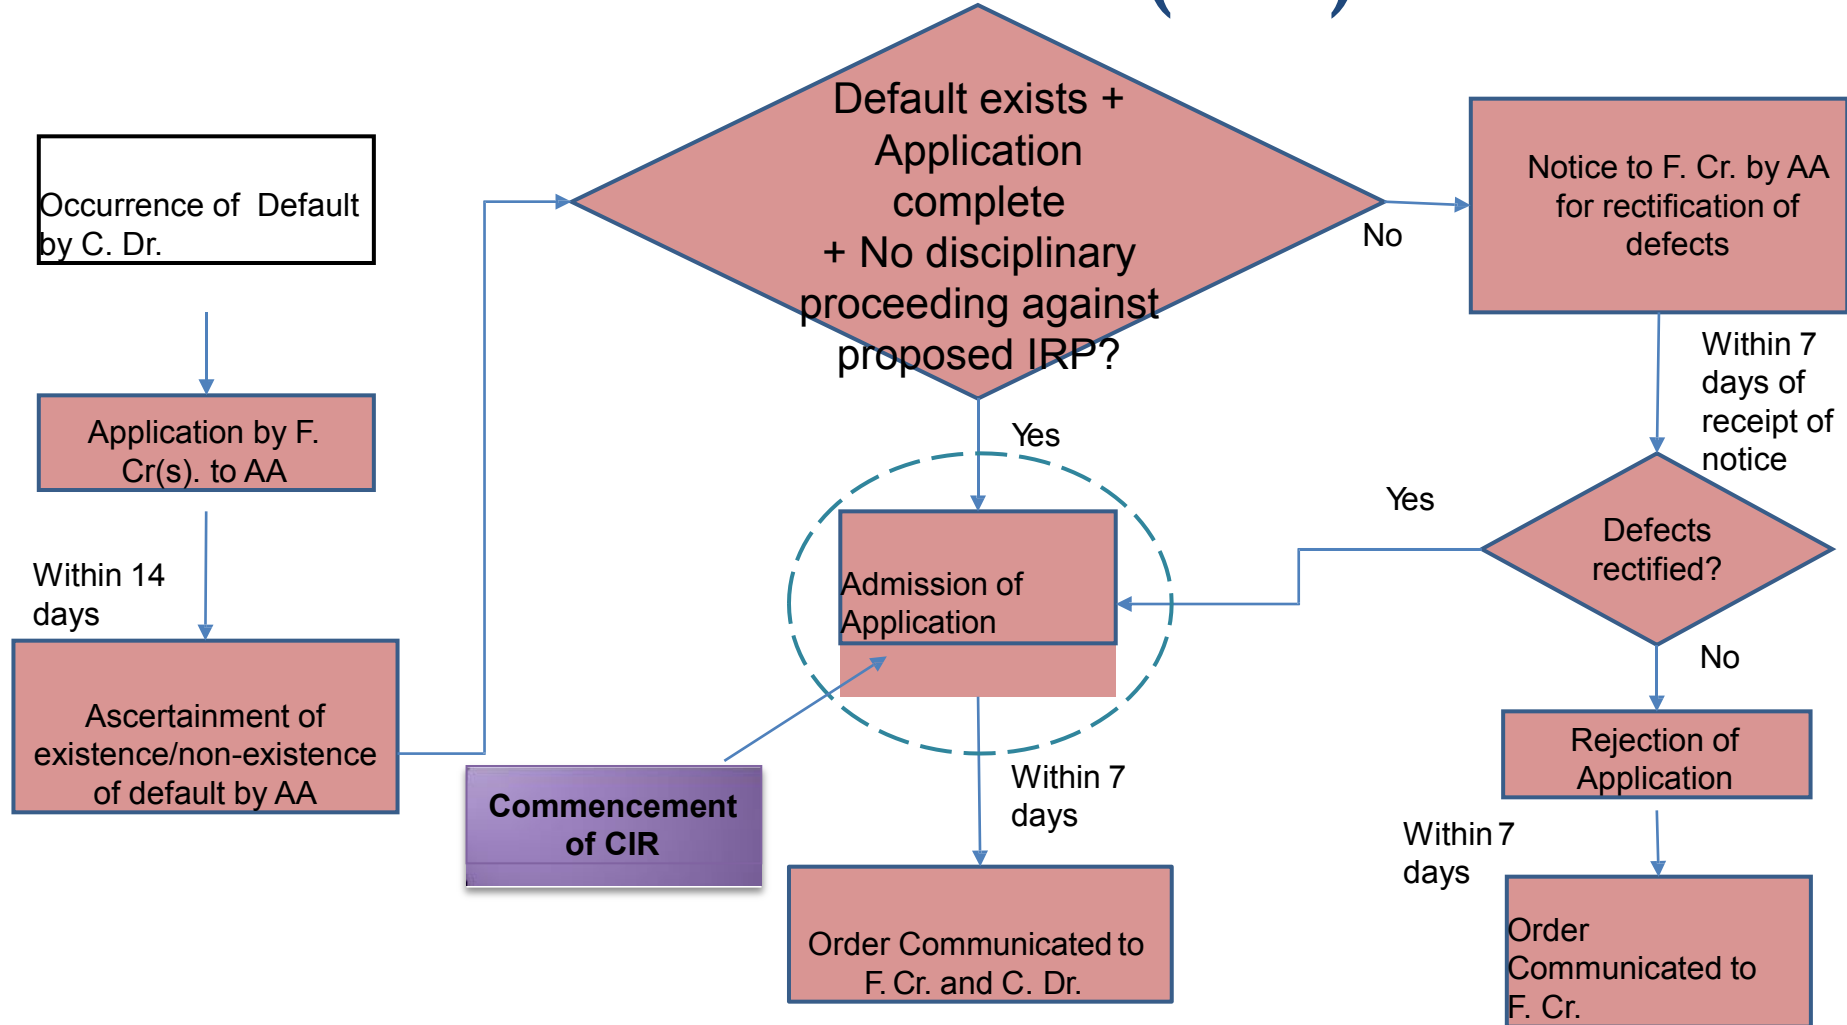 Occurrence of Default
by C. Dr.
Application by F.
Cr(s). to AA
Within 14
days
Ascertainment of
existence/non-existence
of default by AA
Default exists +
Application
complete
+ No disciplinary
proceeding against
proposed IRP?
No
Yes
Notice to F. Cr. by AA
for rectification of
defects
Within 7
days of
receipt of
notice
Defects
rectified?
Yes
No
Admission of
Application
Commencement
of CIR
Within 7
days
Order Communicated to
F. Cr. and C. Dr.
Rejection of
Application
Within 7
days
Order
Communicated to
F. Cr.